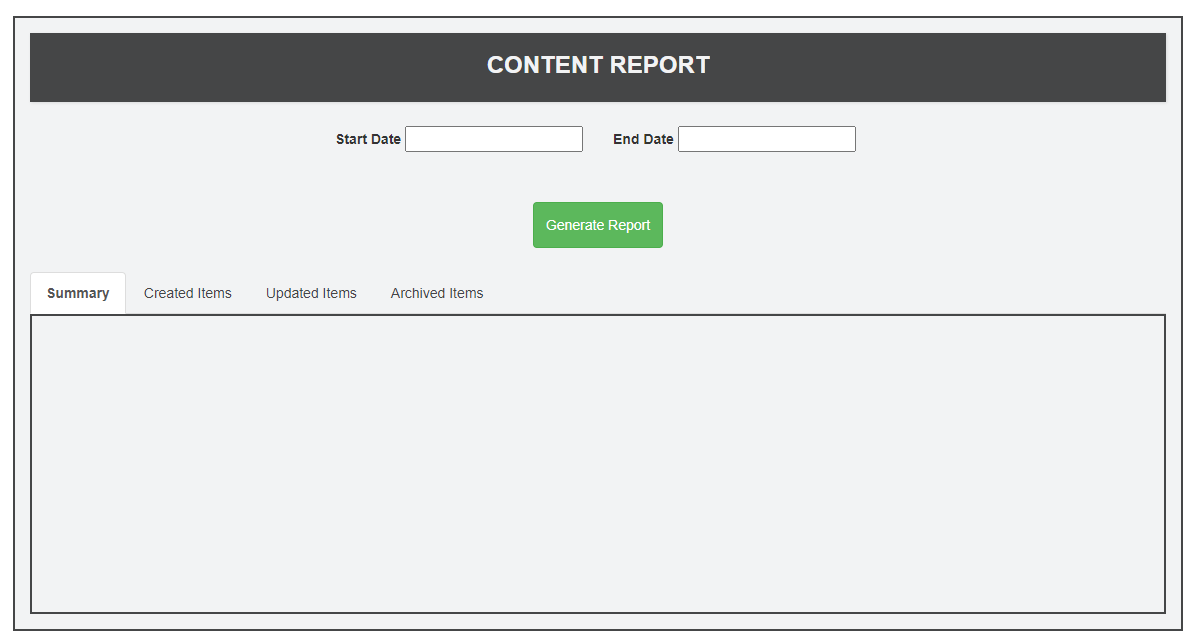 CONTENT REPORT
Start Date End Date
Generate Report
Summary Created Items Updated Items Archived Items